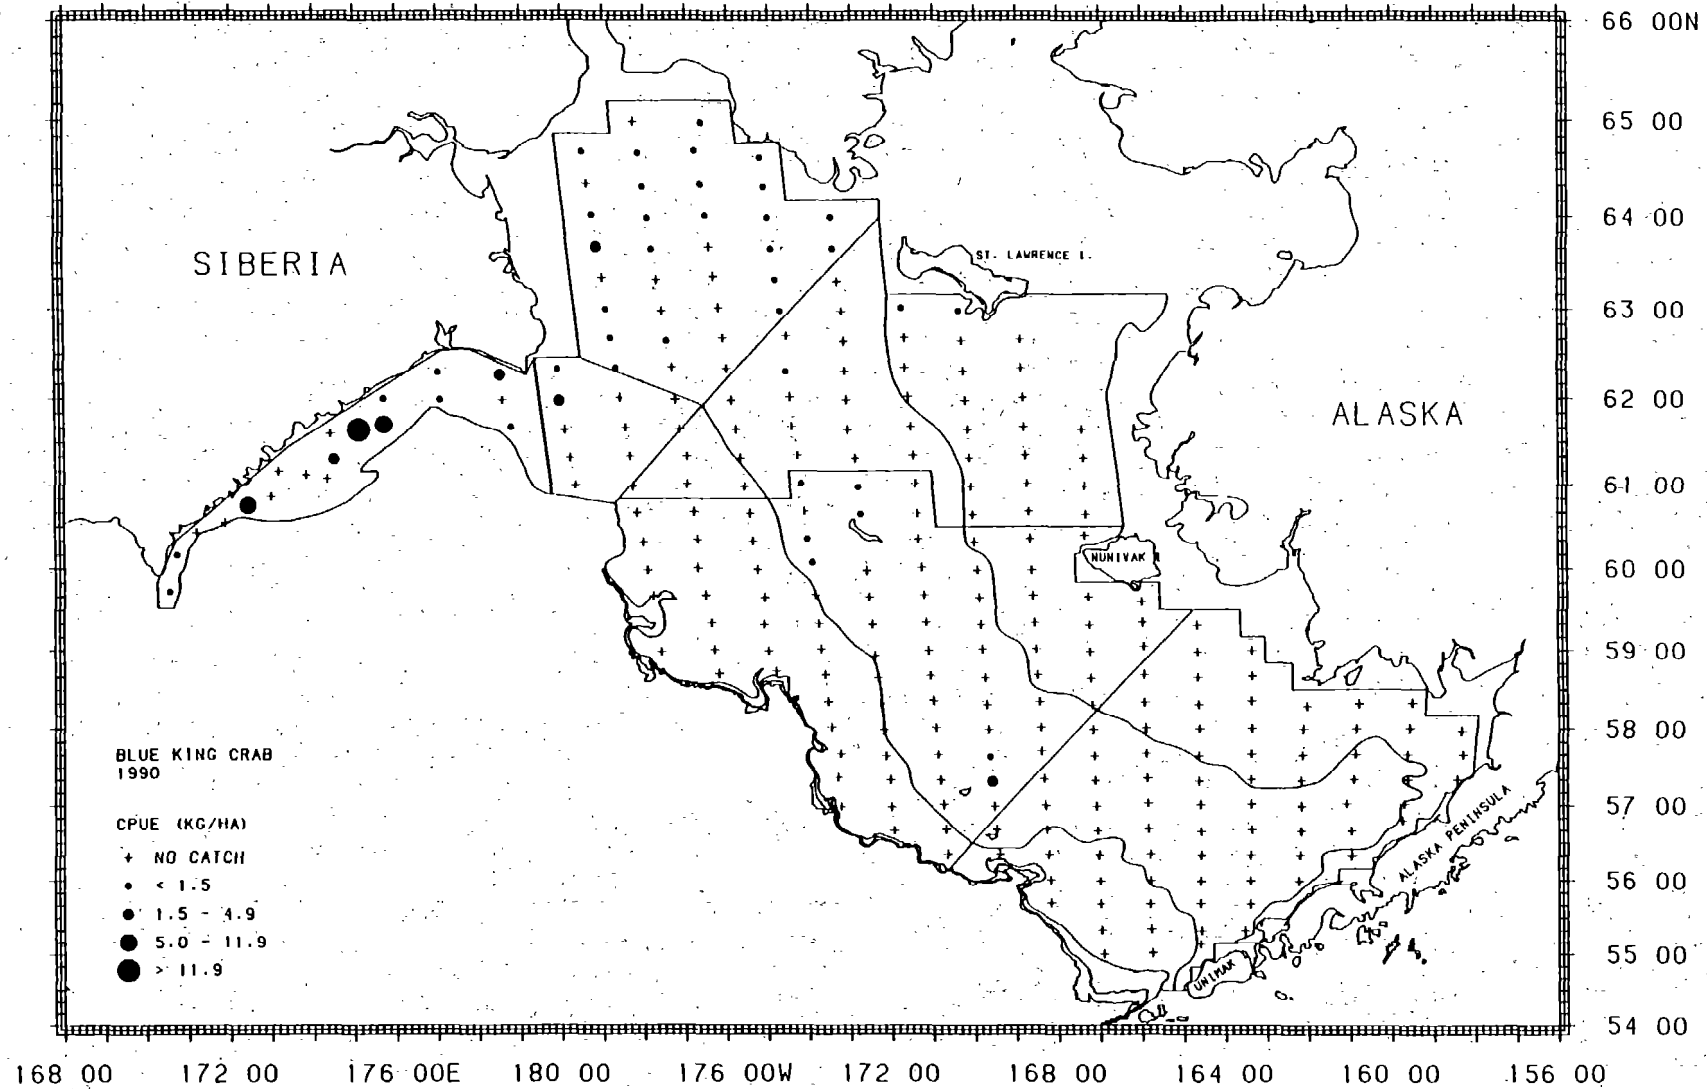 66 00N
65 00
64 00
ST. LAWRENCE I.
SIBERIA
63 00
62 00
ALASKA
61 00
NUNIVAK
60 00
59 00
58 00
BLUE KING CRAB
1990
57 00
CPUE (KG/HA)
+ NO CATCH
• < 1.5
● 1.5 - 4.9
● 5.0 - 11.9
● > 11.9
ALASKA PENINSULA
56 00
55 00
UNIMAK
54 00
168 00 172 00 176 00E 180 00 176 00W 172 00 168 00 164 00 160 00 156 00